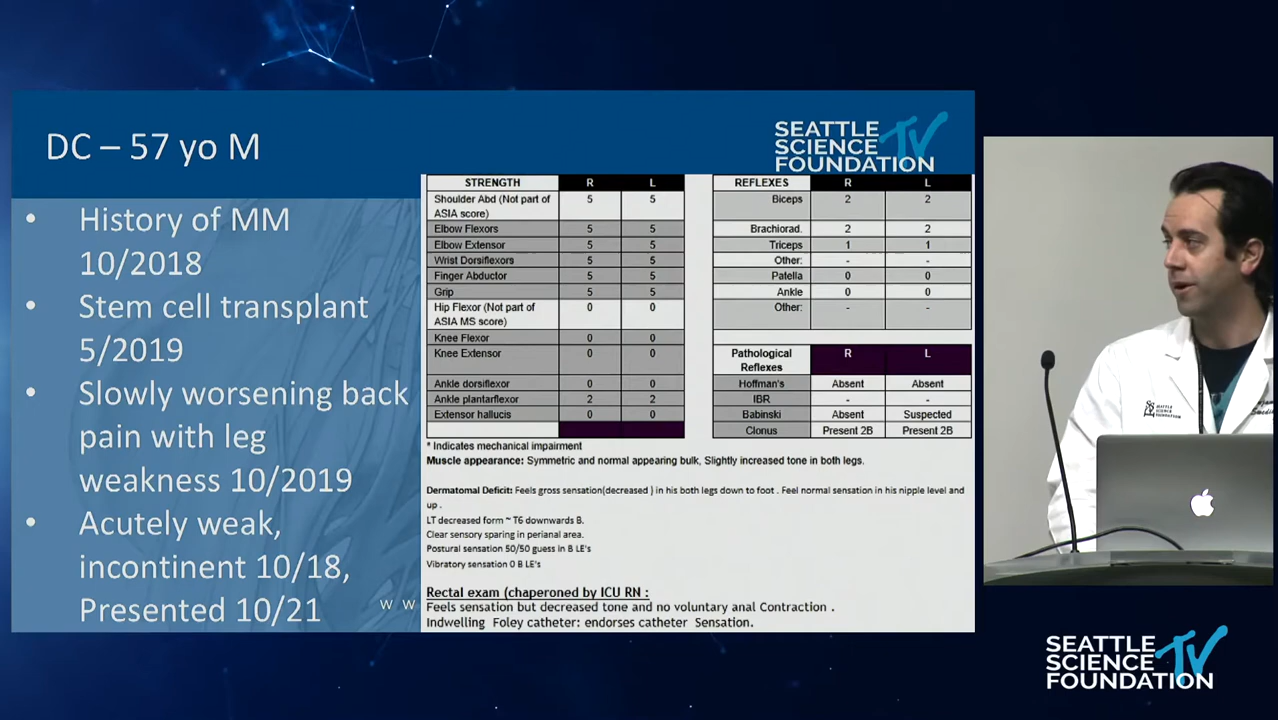 DC – 57 yo M
SEATTLE
SCIENCE TV
FOUNDATION
• History of MM
10/2018
• Stem cell transplant
5/2019
• Slowly worsening back
pain with leg
weakness 10/2019
• Acutely weak,
incontinent 10/18,
Presented 10/21
w w
STRENGTH R L
Shoulder Abd (Not part of
ASIA score) 5 5
Elbow Flexors 5 5
Elbow Extensor 5 5
Wrist Dorsiflexors 5 5
Finger Abductor 5 5
Grip 5 5
Hip Flexor (Not part of
ASIA MS score) 0 0
Knee Flexor 0 0
Knee Extensor 0 0
Ankle dorsiflexor 0 0
Ankle plantarflexor 2 2
Extensor hallucis 0 0
REFLEXES R L
Biceps 2 2
Brachiorad. 2 2
Triceps 1 1
Other: - -
Patella 0 0
Ankle 0 0
Other: - -
Pathological
Reflexes R L
Hoffman's Absent Absent
IBR - -
Babinski Absent Suspected
Clonus Present 2B Present 2B
* Indicates mechanical impairment
Muscle appearance: Symmetric and normal appearing bulk, Slightly increased tone in both legs.
Dermatomal Deficit: Feels gross sensation(decreased ) in his both legs down to foot . Feel normal sensation in his nipple level and
up .
LT decreased form ~ T6 downwards B.
Clear sensory sparing in perianal area.
Postural sensation 50/50 guess in B LE's
Vibratory sensation 0 B LE's
Rectal exam (chaperoned by ICU RN :
Feels sensation but decreased tone and no voluntary anal Contraction .
Indwelling Foley catheter: endorses catheter Sensation.
SEATTLE
SCIENCE
FOUNDATION
SEATTLE
SCIENCE TV
FOUNDATION